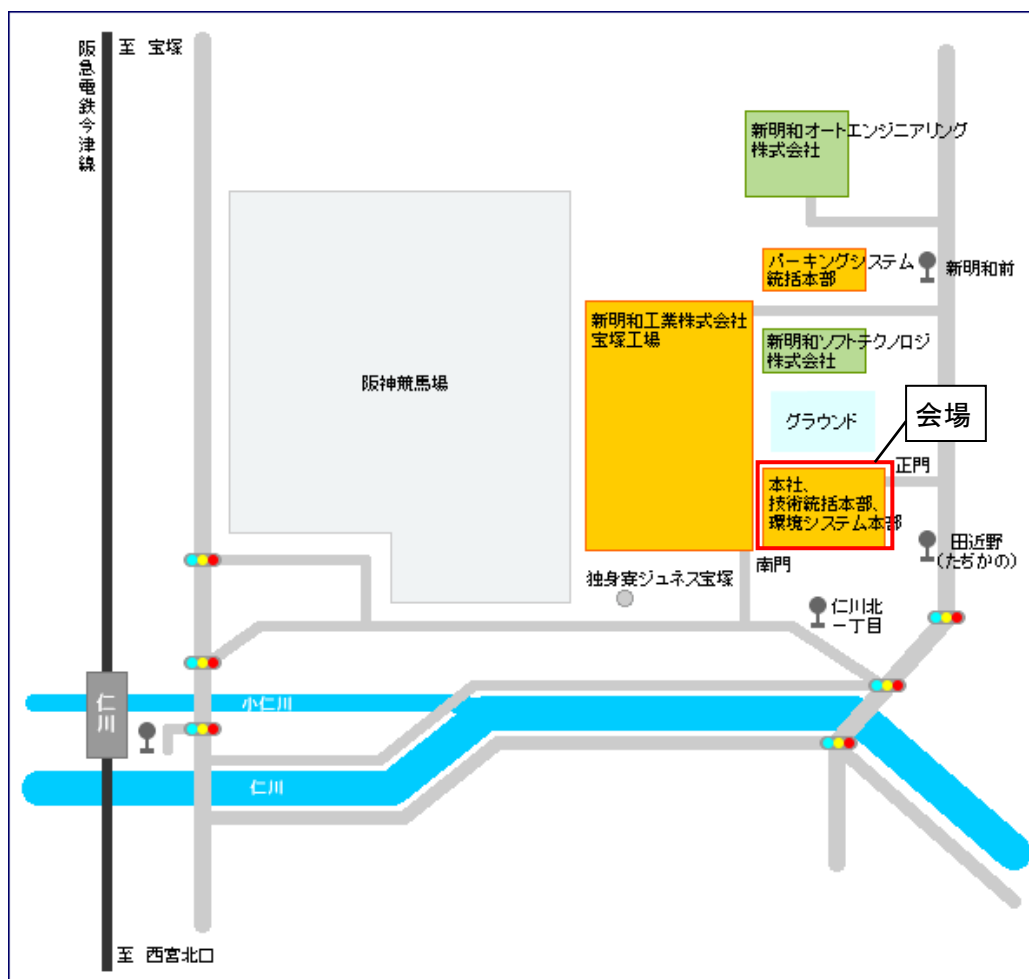 阪急電鉄今津線
至 宝塚
新明和オートエンジニアリング
株式会社
パーキングシステム
統括本部
新明和前
新明和工業株式会社
宝塚工場
新明和ソフトテクノロジ
株式会社
阪神競馬場
グラウンド
会場
正門
本社、
技術統括本部、
環境システム本部
田近野
(たぢかの)
南門
独身寮ジュネス宝塚
仁川北
一丁目
仁川
小仁川
仁川
至 西宮北口